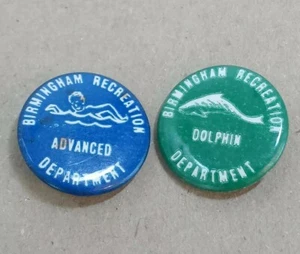 BIRMINGHAM RECREATION
ADVANCED
DEPARTMENT
BIRMINGHAM RECREATION
DOLPHIN
DEPARTMENT